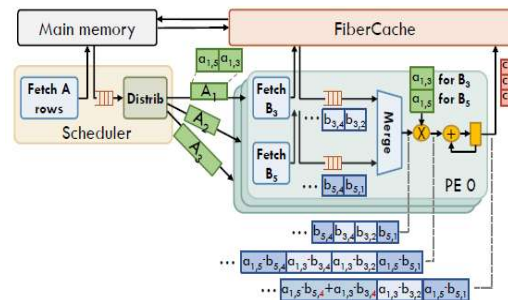 Main memory
FiberCache
a1,5 a1,3
a1,3 for B3
a1,5 for B5
Fetch A
rows
Distrib
A1
A2
A3
Scheduler
Fetch
B3
Fetch
B5
... b3,4 b3,2
... b5,4 b5,1
Merge
X
+
PE 0
... b5,4 b3,4 b3,2 b5,1
... a1,5·b5,4 a1,3·b3,4 a1,3·b3,2 a1,5·b5,1
... a1,5·b5,4+a1,3·b3,4 a1,3·b3,2 a1,5·b5,1